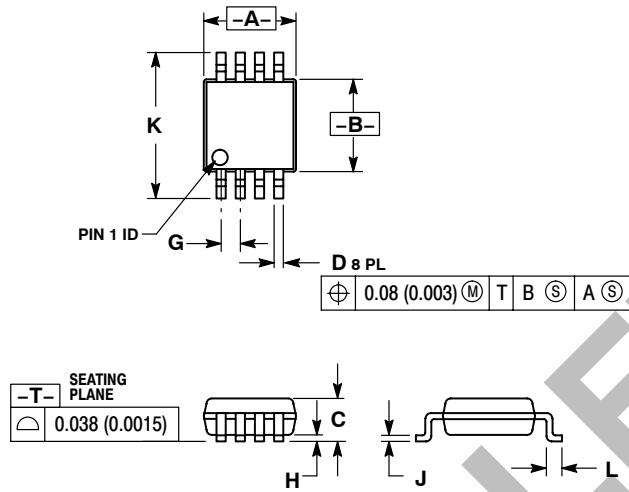 –A–
K
–B–
PIN 1 ID
G
D 8 PL
⌖ 0.08 (0.003) Ⓜ T B Ⓢ A Ⓢ
–T– SEATING PLANE
⌓ 0.038 (0.0015)
C
H
J
L